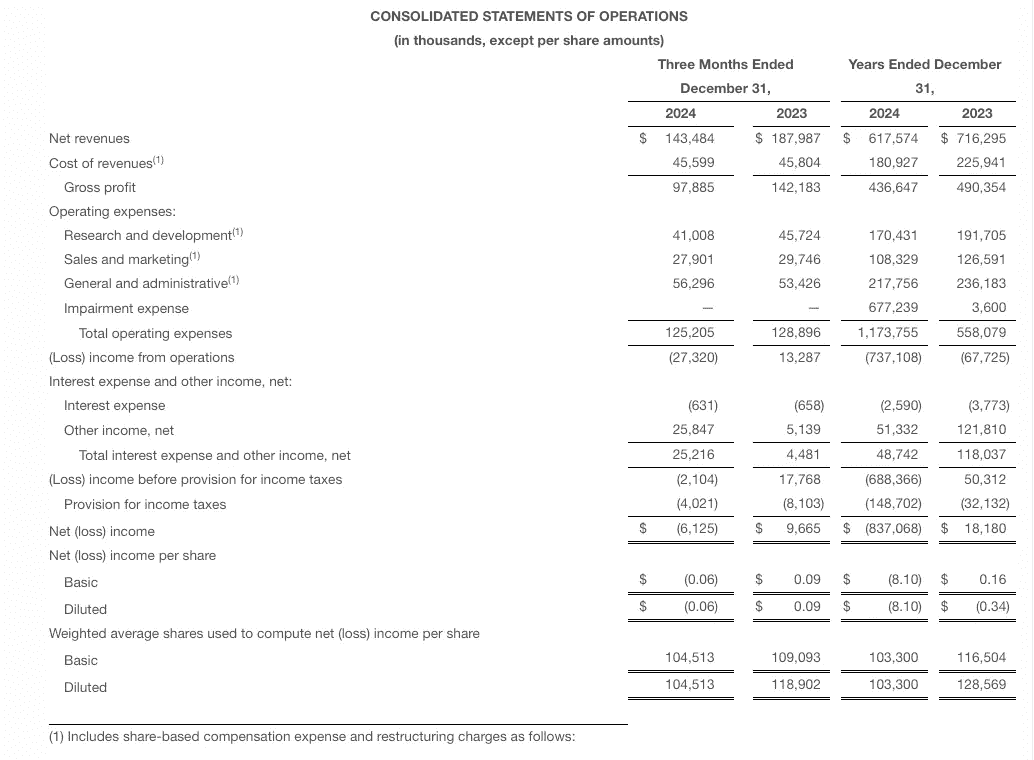 CONSOLIDATED STATEMENTS OF OPERATIONS
(in thousands, except per share amounts)
Three Months Ended Years Ended December
December 31, 31,
2024 2023 2024 2023
Net revenues $ 143,484 $ 187,987 $ 617,574 $ 716,295
Cost of revenues(1) 45,599 45,804 180,927 225,941
Gross profit 97,885 142,183 436,647 490,354
Operating expenses:
Research and development(1) 41,008 45,724 170,431 191,705
Sales and marketing(1) 27,901 29,746 108,329 126,591
General and administrative(1) 56,296 53,426 217,756 236,183
Impairment expense — — 677,239 3,600
Total operating expenses 125,205 128,896 1,173,755 558,079
(Loss) income from operations (27,320) 13,287 (737,108) (67,725)
Interest expense and other income, net:
Interest expense (631) (658) (2,590) (3,773)
Other income, net 25,847 5,139 51,332 121,810
Total interest expense and other income, net 25,216 4,481 48,742 118,037
(Loss) income before provision for income taxes (2,104) 17,768 (688,366) 50,312
Provision for income taxes (4,021) (8,103) (148,702) (32,132)
Net (loss) income $ (6,125) $ 9,665 $ (837,068) $ 18,180
Net (loss) income per share
Basic $ (0.06) $ 0.09 $ (8.10) $ 0.16
Diluted $ (0.06) $ 0.09 $ (8.10) $ (0.34)
Weighted average shares used to compute net (loss) income per share
Basic 104,513 109,093 103,300 116,504
Diluted 104,513 118,902 103,300 128,569
(1) Includes share-based compensation expense and restructuring charges as follows: